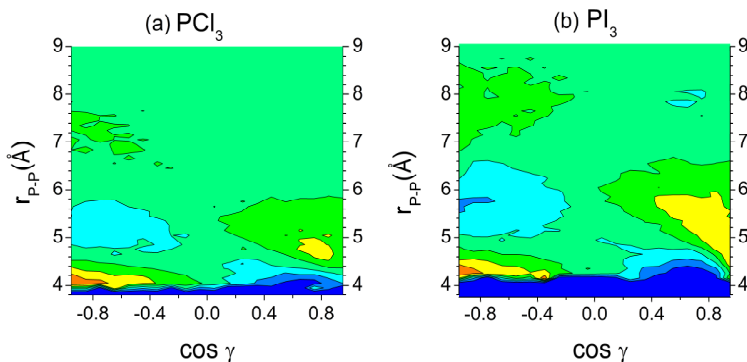 (a) PCl3
(b) PI3
9 9 9 9
8 8 8 8
7 7 7 7
6 6 6 6
5 5 5 5
4 4 4 4
rP-P(Å)
rP-P(Å)
-0.8 -0.4 0.0 0.4 0.8
-0.8 -0.4 0.0 0.4 0.8
cos γ
cos γ